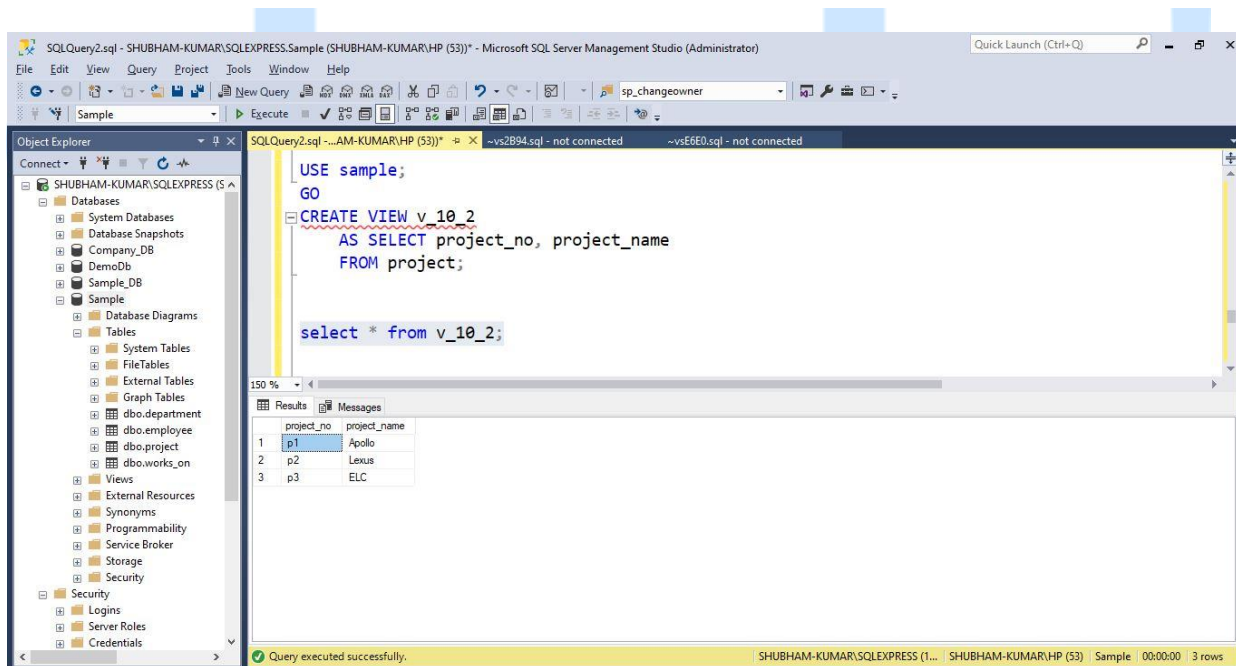 SQLQuery2.sql - SHUBHAM-KUMAR\SQLEXPRESS.Sample (SHUBHAM-KUMAR\HP (53))* - Microsoft SQL Server Management Studio (Administrator)
Quick Launch (Ctrl+Q)
File Edit View Query Project Tools Window Help
New Query
sp_changeowner
Sample
Execute
Object Explorer
SQLQuery2.sql -...AM-KUMAR\HP (53))*
~vs2B94.sql - not connected
~vsE6E0.sql - not connected
Connect
SHUBHAM-KUMAR\SQLEXPRESS (S
Databases
System Databases
Database Snapshots
Company_DB
DemoDb
Sample_DB
Sample
Database Diagrams
Tables
System Tables
FileTables
External Tables
Graph Tables
dbo.department
dbo.employee
dbo.project
dbo.works_on
Views
External Resources
Synonyms
Programmability
Service Broker
Storage
Security
Security
Logins
Server Roles
Credentials
USE sample;
GO
CREATE VIEW v_10_2
AS SELECT project_no, project_name
FROM project;
select * from v_10_2;
150 %
Results Messages
project_no project_name
1 p1 Apollo
2 p2 Lexus
3 p3 ELC
Query executed successfully.
SHUBHAM-KUMAR\SQLEXPRESS (1... SHUBHAM-KUMAR\HP (53) Sample 00:00:00 3 rows